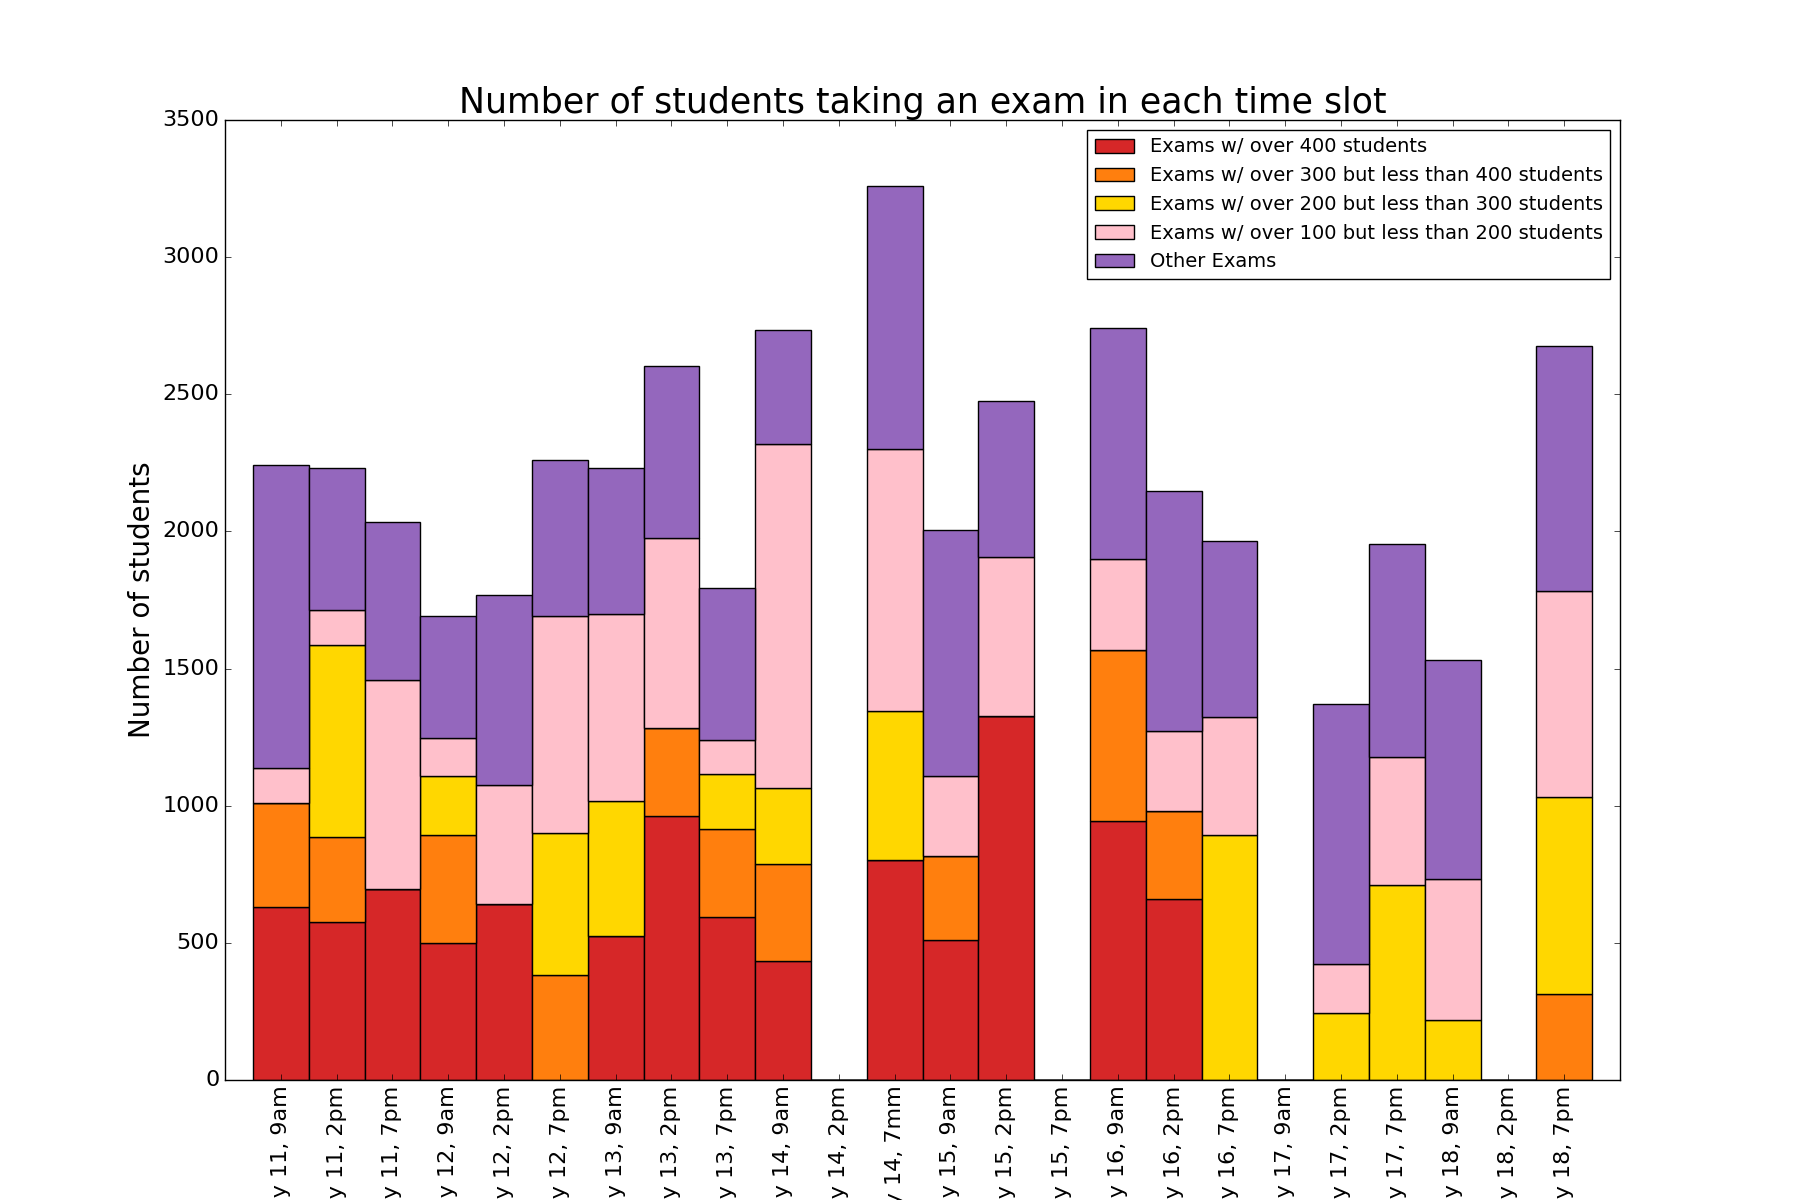 Number of students taking an exam in each time slot
3500
3000
2500
2000
1500
1000
500
0
Number of students
Exams w/ over 400 students
Exams w/ over 300 but less than 400 students
Exams w/ over 200 but less than 300 students
Exams w/ over 100 but less than 200 students
Other Exams
y 11, 9am
y 11, 2pm
y 11, 7pm
y 12, 9am
y 12, 2pm
y 12, 7pm
y 13, 9am
y 13, 2pm
y 13, 7pm
y 14, 9am
y 14, 2pm
y 14, 7mm
y 15, 9am
y 15, 2pm
y 15, 7pm
y 16, 9am
y 16, 2pm
y 16, 7pm
y 17, 9am
y 17, 2pm
y 17, 7pm
y 18, 9am
y 18, 2pm
y 18, 7pm